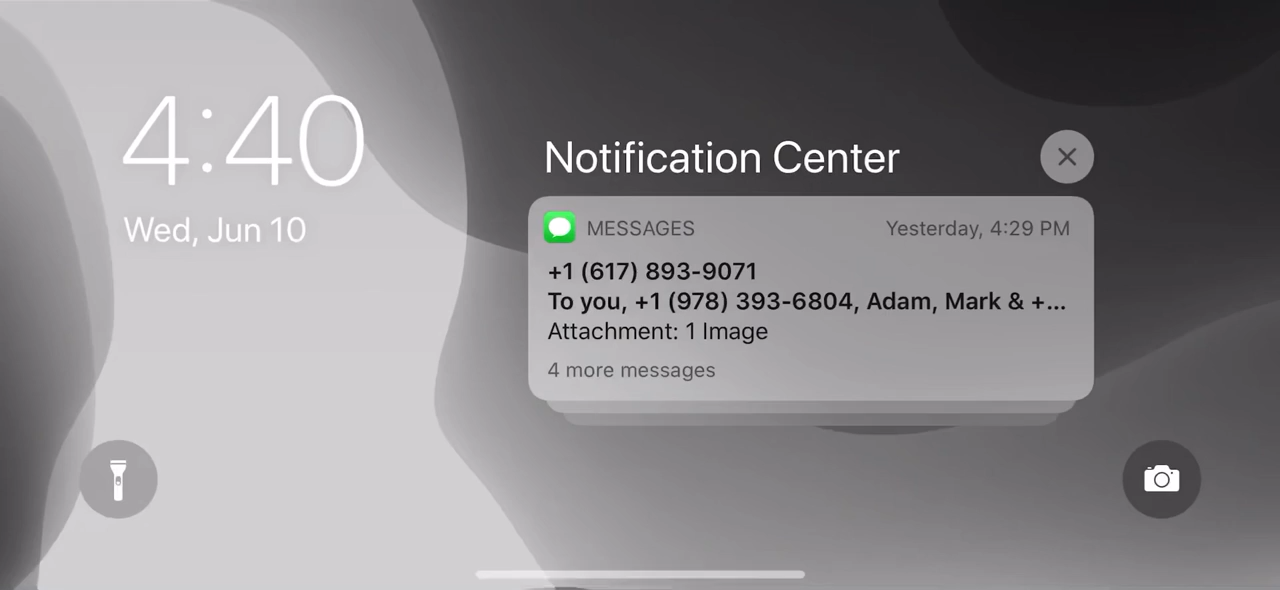 4:40
Wed, Jun 10
Notification Center
MESSAGES
Yesterday, 4:29 PM
+1 (617) 893-9071
To you, +1 (978) 393-6804, Adam, Mark & +...
Attachment: 1 Image
4 more messages